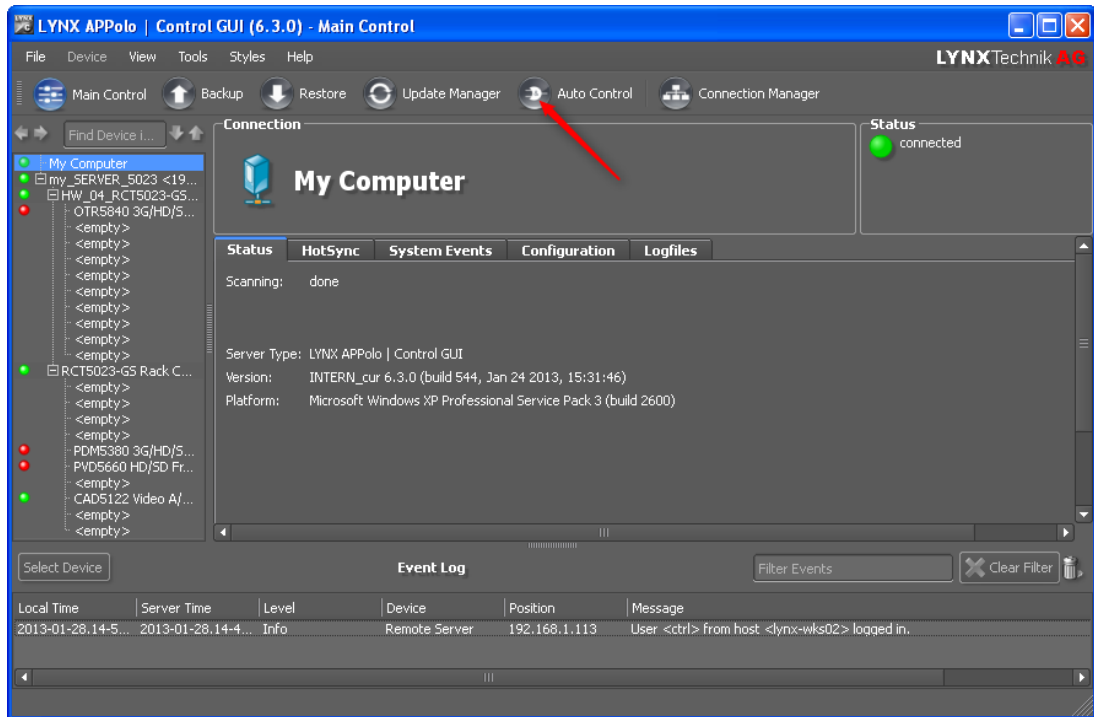 LYNX APPolo | Control GUI (6.3.0) - Main Control
File Device View Tools Styles Help
LYNXTechnik AG
Main Control Backup Restore Update Manager Auto Control Connection Manager
Find Device i...
Connection
Status
connected
My Computer
My Computer
my_SERVER_5023 <19...
HW_04_RCT5023-GS...
OTR5840 3G/HD/S...
<empty>
<empty>
<empty>
<empty>
<empty>
<empty>
<empty>
<empty>
<empty>
RCT5023-GS Rack C...
<empty>
<empty>
<empty>
<empty>
PDM5380 3G/HD/S...
PVD5660 HD/SD Fr...
<empty>
CAD5122 Video A/...
<empty>
<empty>
Status HotSync System Events Configuration Logfiles
Scanning: done
Server Type: LYNX APPolo | Control GUI
Version: INTERN_cur 6.3.0 (build 544, Jan 24 2013, 15:31:46)
Platform: Microsoft Windows XP Professional Service Pack 3 (build 2600)
Select Device
Event Log
Filter Events
Clear Filter
Local Time Server Time Level Device Position Message
2013-01-28.14-5... 2013-01-28.14-4... Info Remote Server 192.168.1.113 User <ctrl> from host <lynx-wks02> logged in.